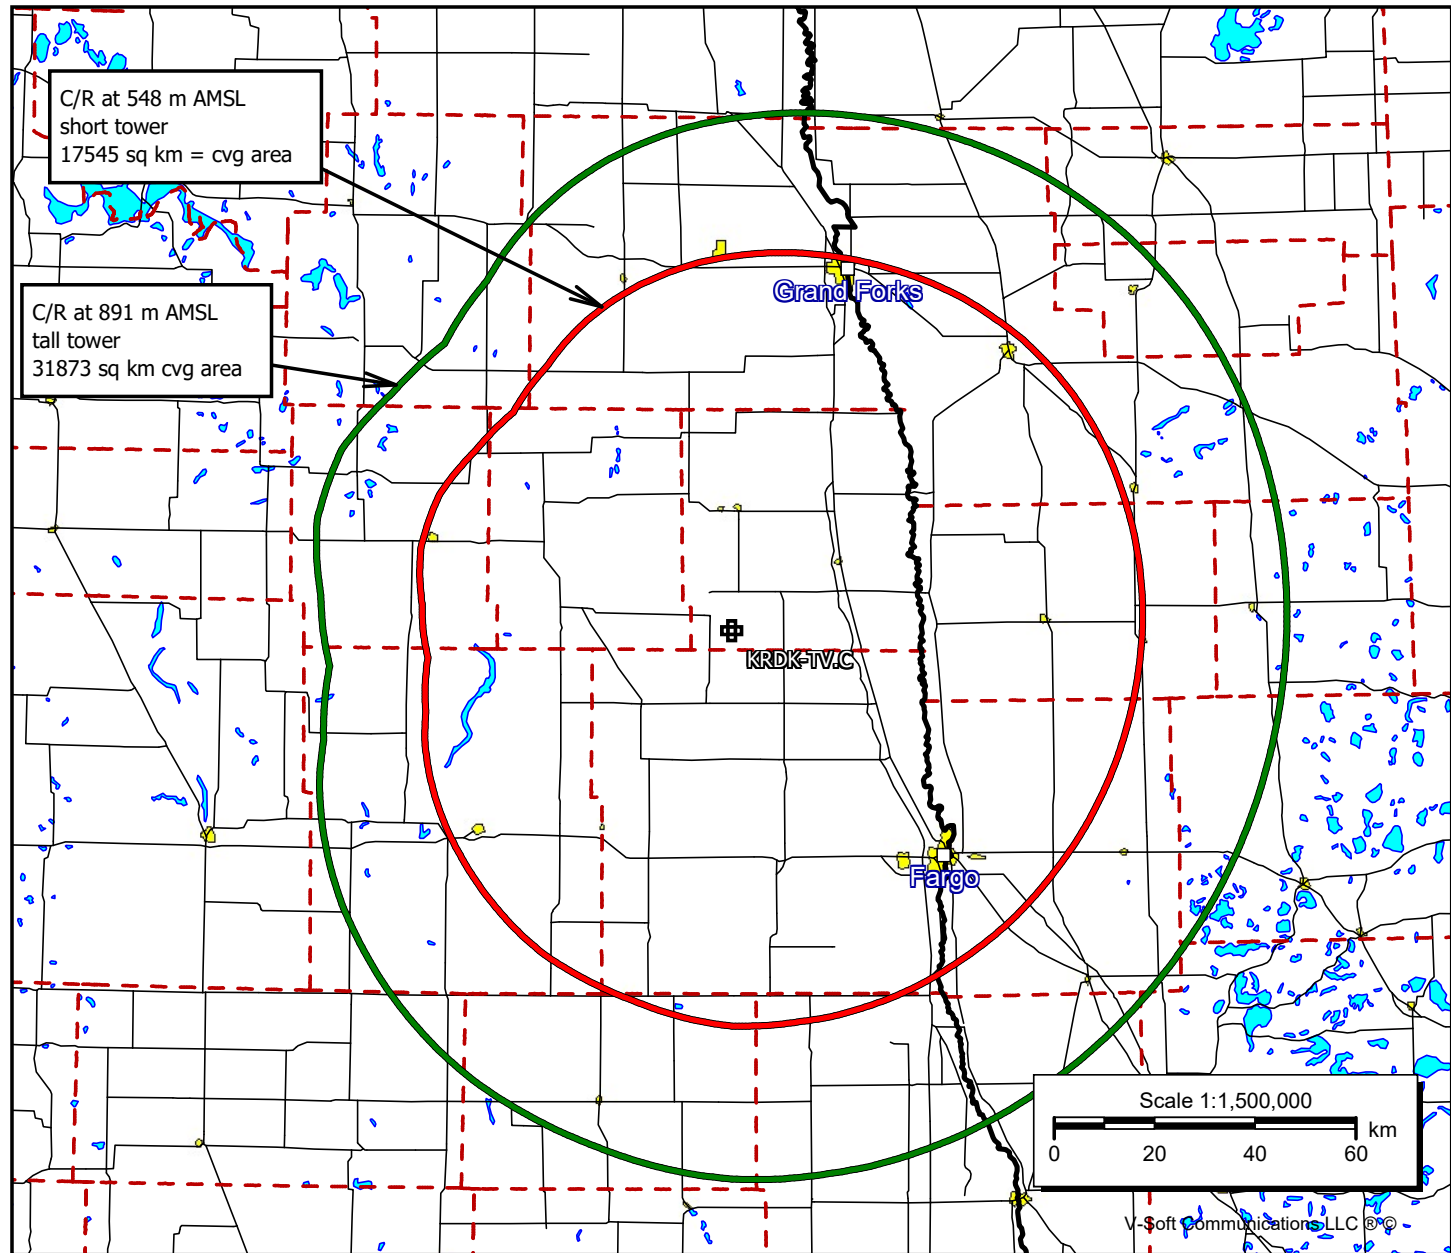 C/R at 548 m AMSL
short tower
17545 sq km = cvg area
C/R at 891 m AMSL
tall tower
31873 sq km cvg area
Grand Forks
KRDK-TV.C
Fargo
Scale 1:1,500,000
km
0 20 40 60
V-Soft Communications LLC ® ©